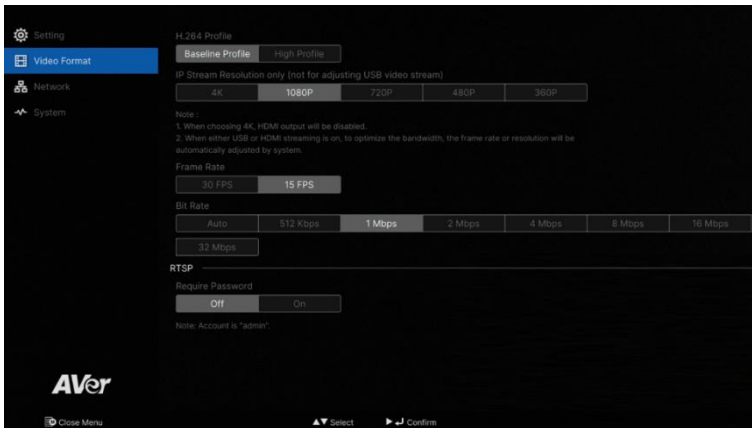 Setting
Video Format
Network
System
H.264 Profile
Baseline Profile High Profile
IP Stream Resolution only (not for adjusting USB video stream)
4K 1080P 720P 480P 360P
Note :
1. When choosing 4K, HDMI output will be disabled.
2. When either USB or HDMI streaming is on, to optimize the bandwidth, the frame rate or resolution will be
automatically adjusted by system.
Frame Rate
30 FPS 15 FPS
Bit Rate
Auto 512 Kbps 1 Mbps 2 Mbps 4 Mbps 8 Mbps 16 Mbps
32 Mbps
RTSP
Require Password
Off On
Note: Account is "admin".
AVer
Close Menu ▲▼ Select ▶↵ Confirm